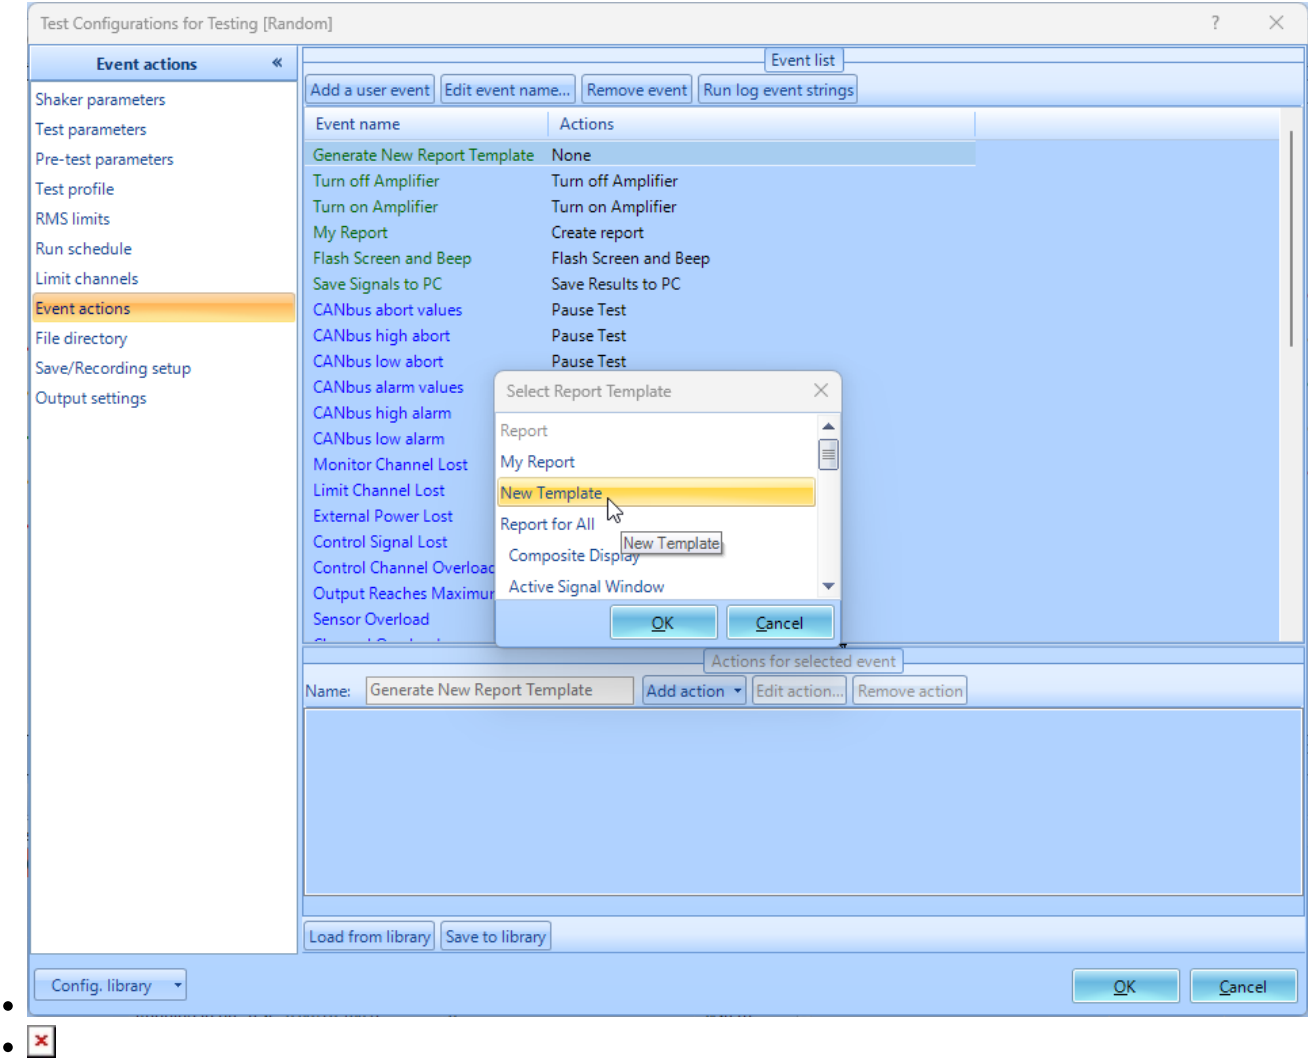 Test Configurations for Testing [Random]
?
Event actions «
Shaker parameters
Test parameters
Pre-test parameters
Test profile
RMS limits
Run schedule
Limit channels
Event actions
File directory
Save/Recording setup
Output settings
Event list
Add a user event Edit event name... Remove event Run log event strings
Event name Actions
Generate New Report Template None
Turn off Amplifier Turn off Amplifier
Turn on Amplifier Turn on Amplifier
My Report Create report
Flash Screen and Beep Flash Screen and Beep
Save Signals to PC Save Results to PC
CANbus abort values Pause Test
CANbus high abort Pause Test
CANbus low abort Pause Test
CANbus alarm values
CANbus high alarm
CANbus low alarm
Monitor Channel Lost
Limit Channel Lost
External Power Lost
Control Signal Lost
Control Channel Overload
Output Reaches Maximum
Sensor Overload
Select Report Template
Report
My Report
New Template
Report for All
New Template
Composite Display
Active Signal Window
OK Cancel
Actions for selected event
Name: Generate New Report Template Add action Edit action... Remove action
Load from library Save to library
Config. library
OK Cancel